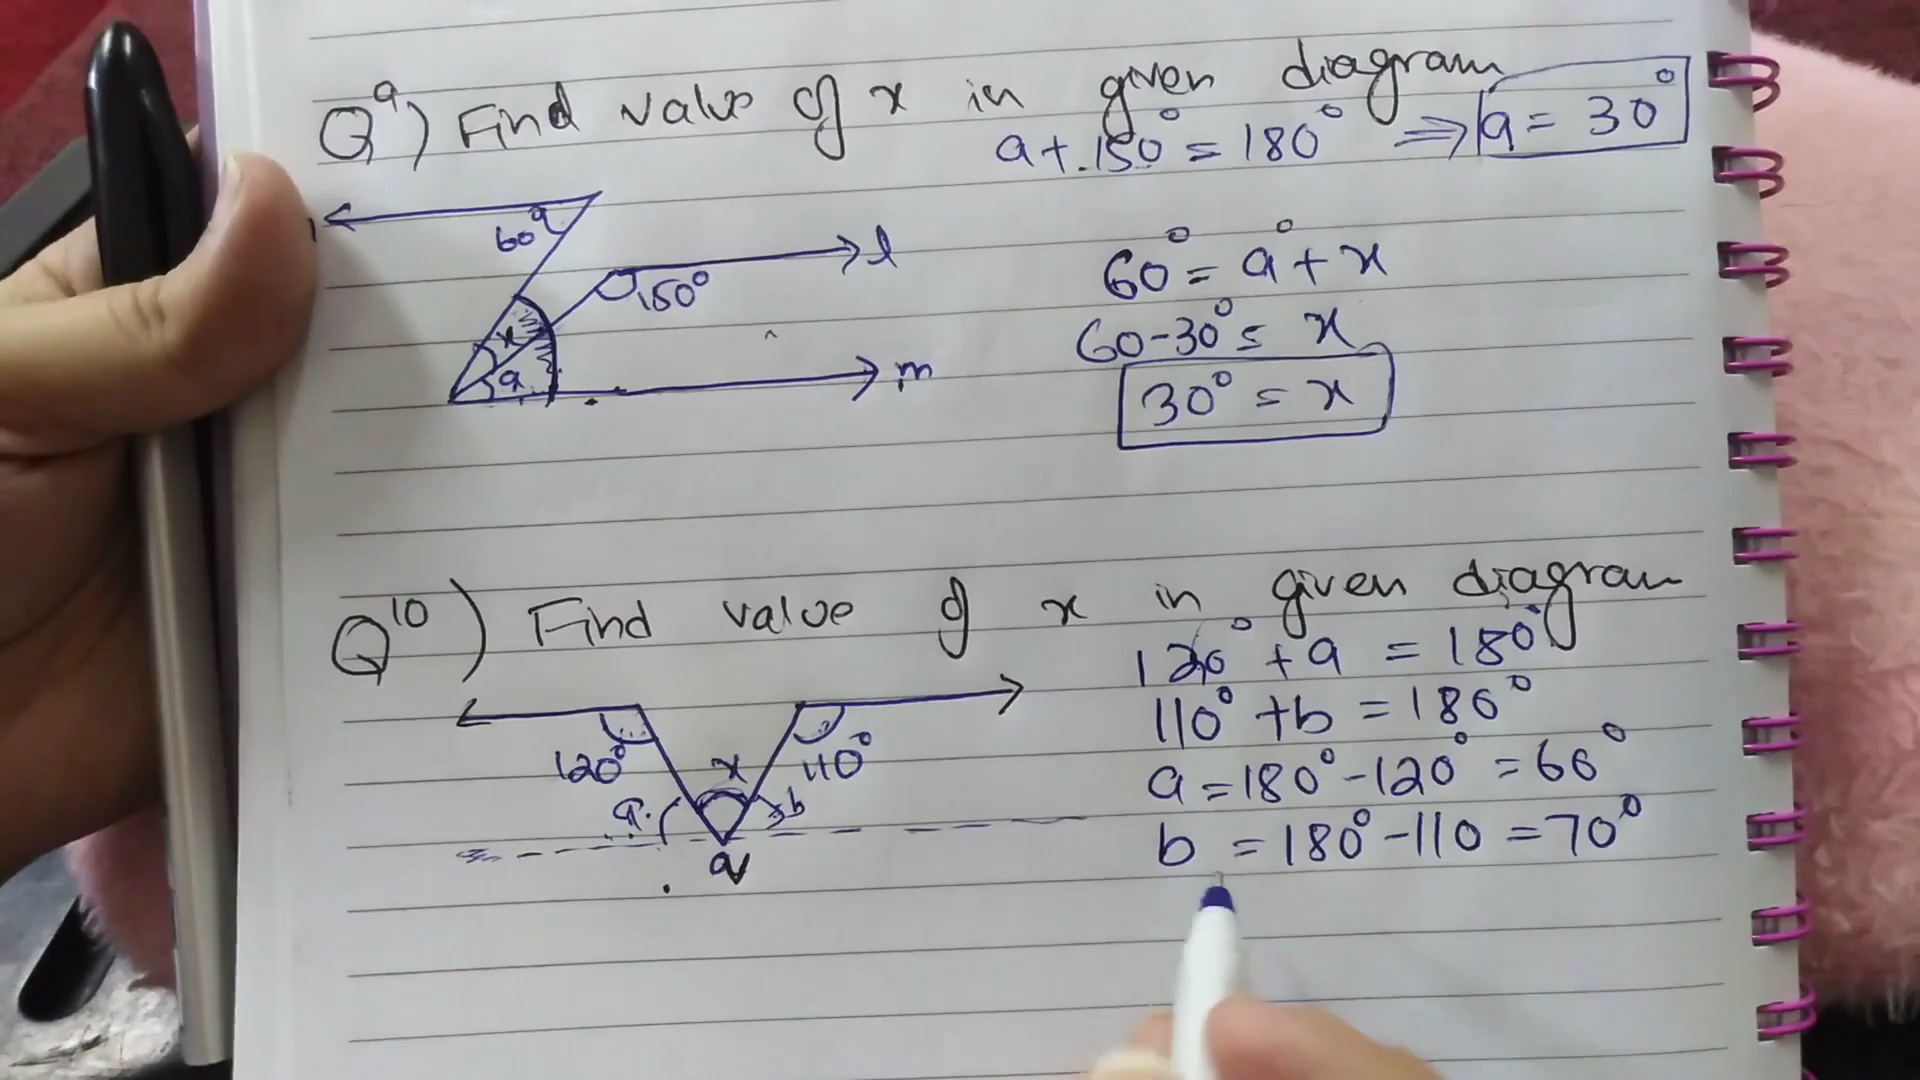 Q9) Find value of x in given diagram
a + 150° = 180° ⇒ a = 30°
60°
l
150°
60° = a° + x
x
60 - 30° = x
a
m
30° = x
Q10) Find value of x in given diagram
120° + a = 180°
110° + b = 180°
120°
x
110°
a = 180° - 120° = 60°
a
b
b = 180° - 110 = 70°